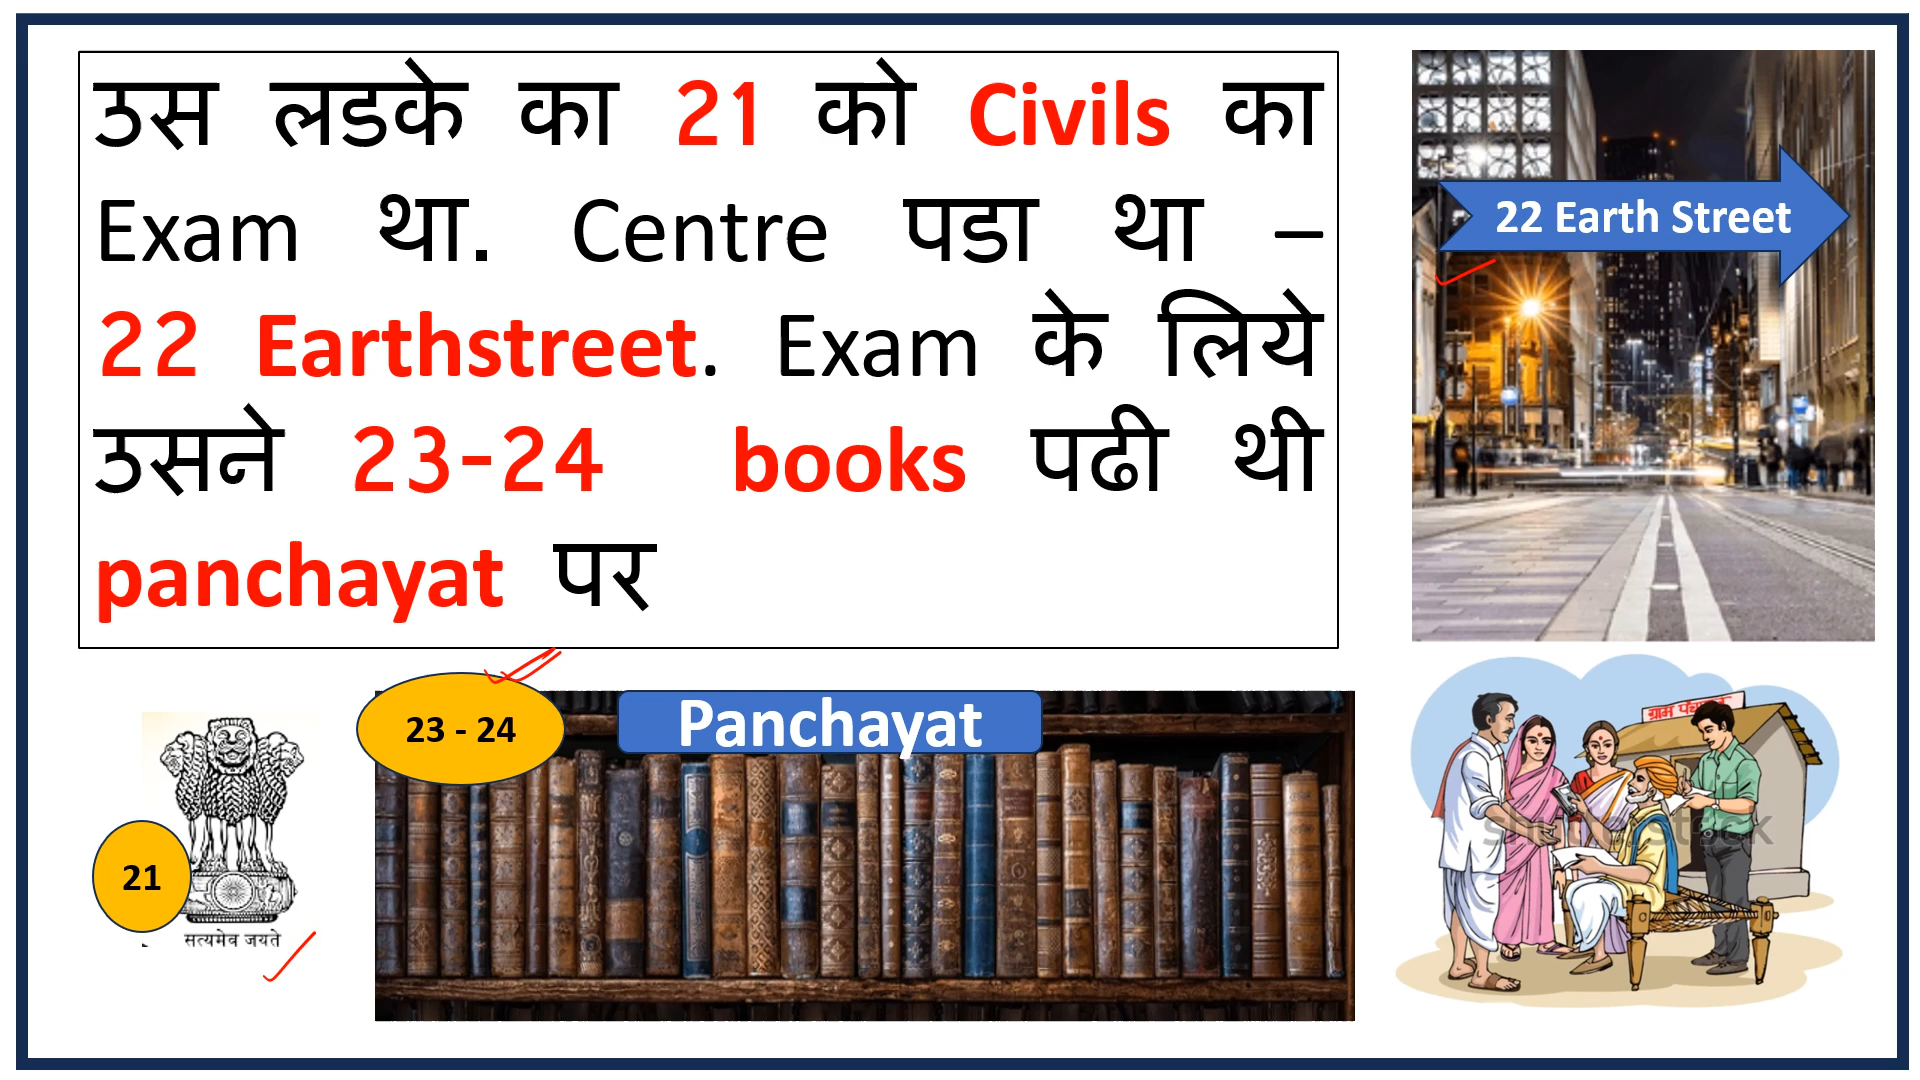 उस लडके का 21 को Civils का
Exam था. Centre पडा था –
22 Earthstreet. Exam के लिये
उसने 23-24 books पढी थी
panchayat पर
22 Earth Street
23 - 24
Panchayat
21
सत्यमेव जयते